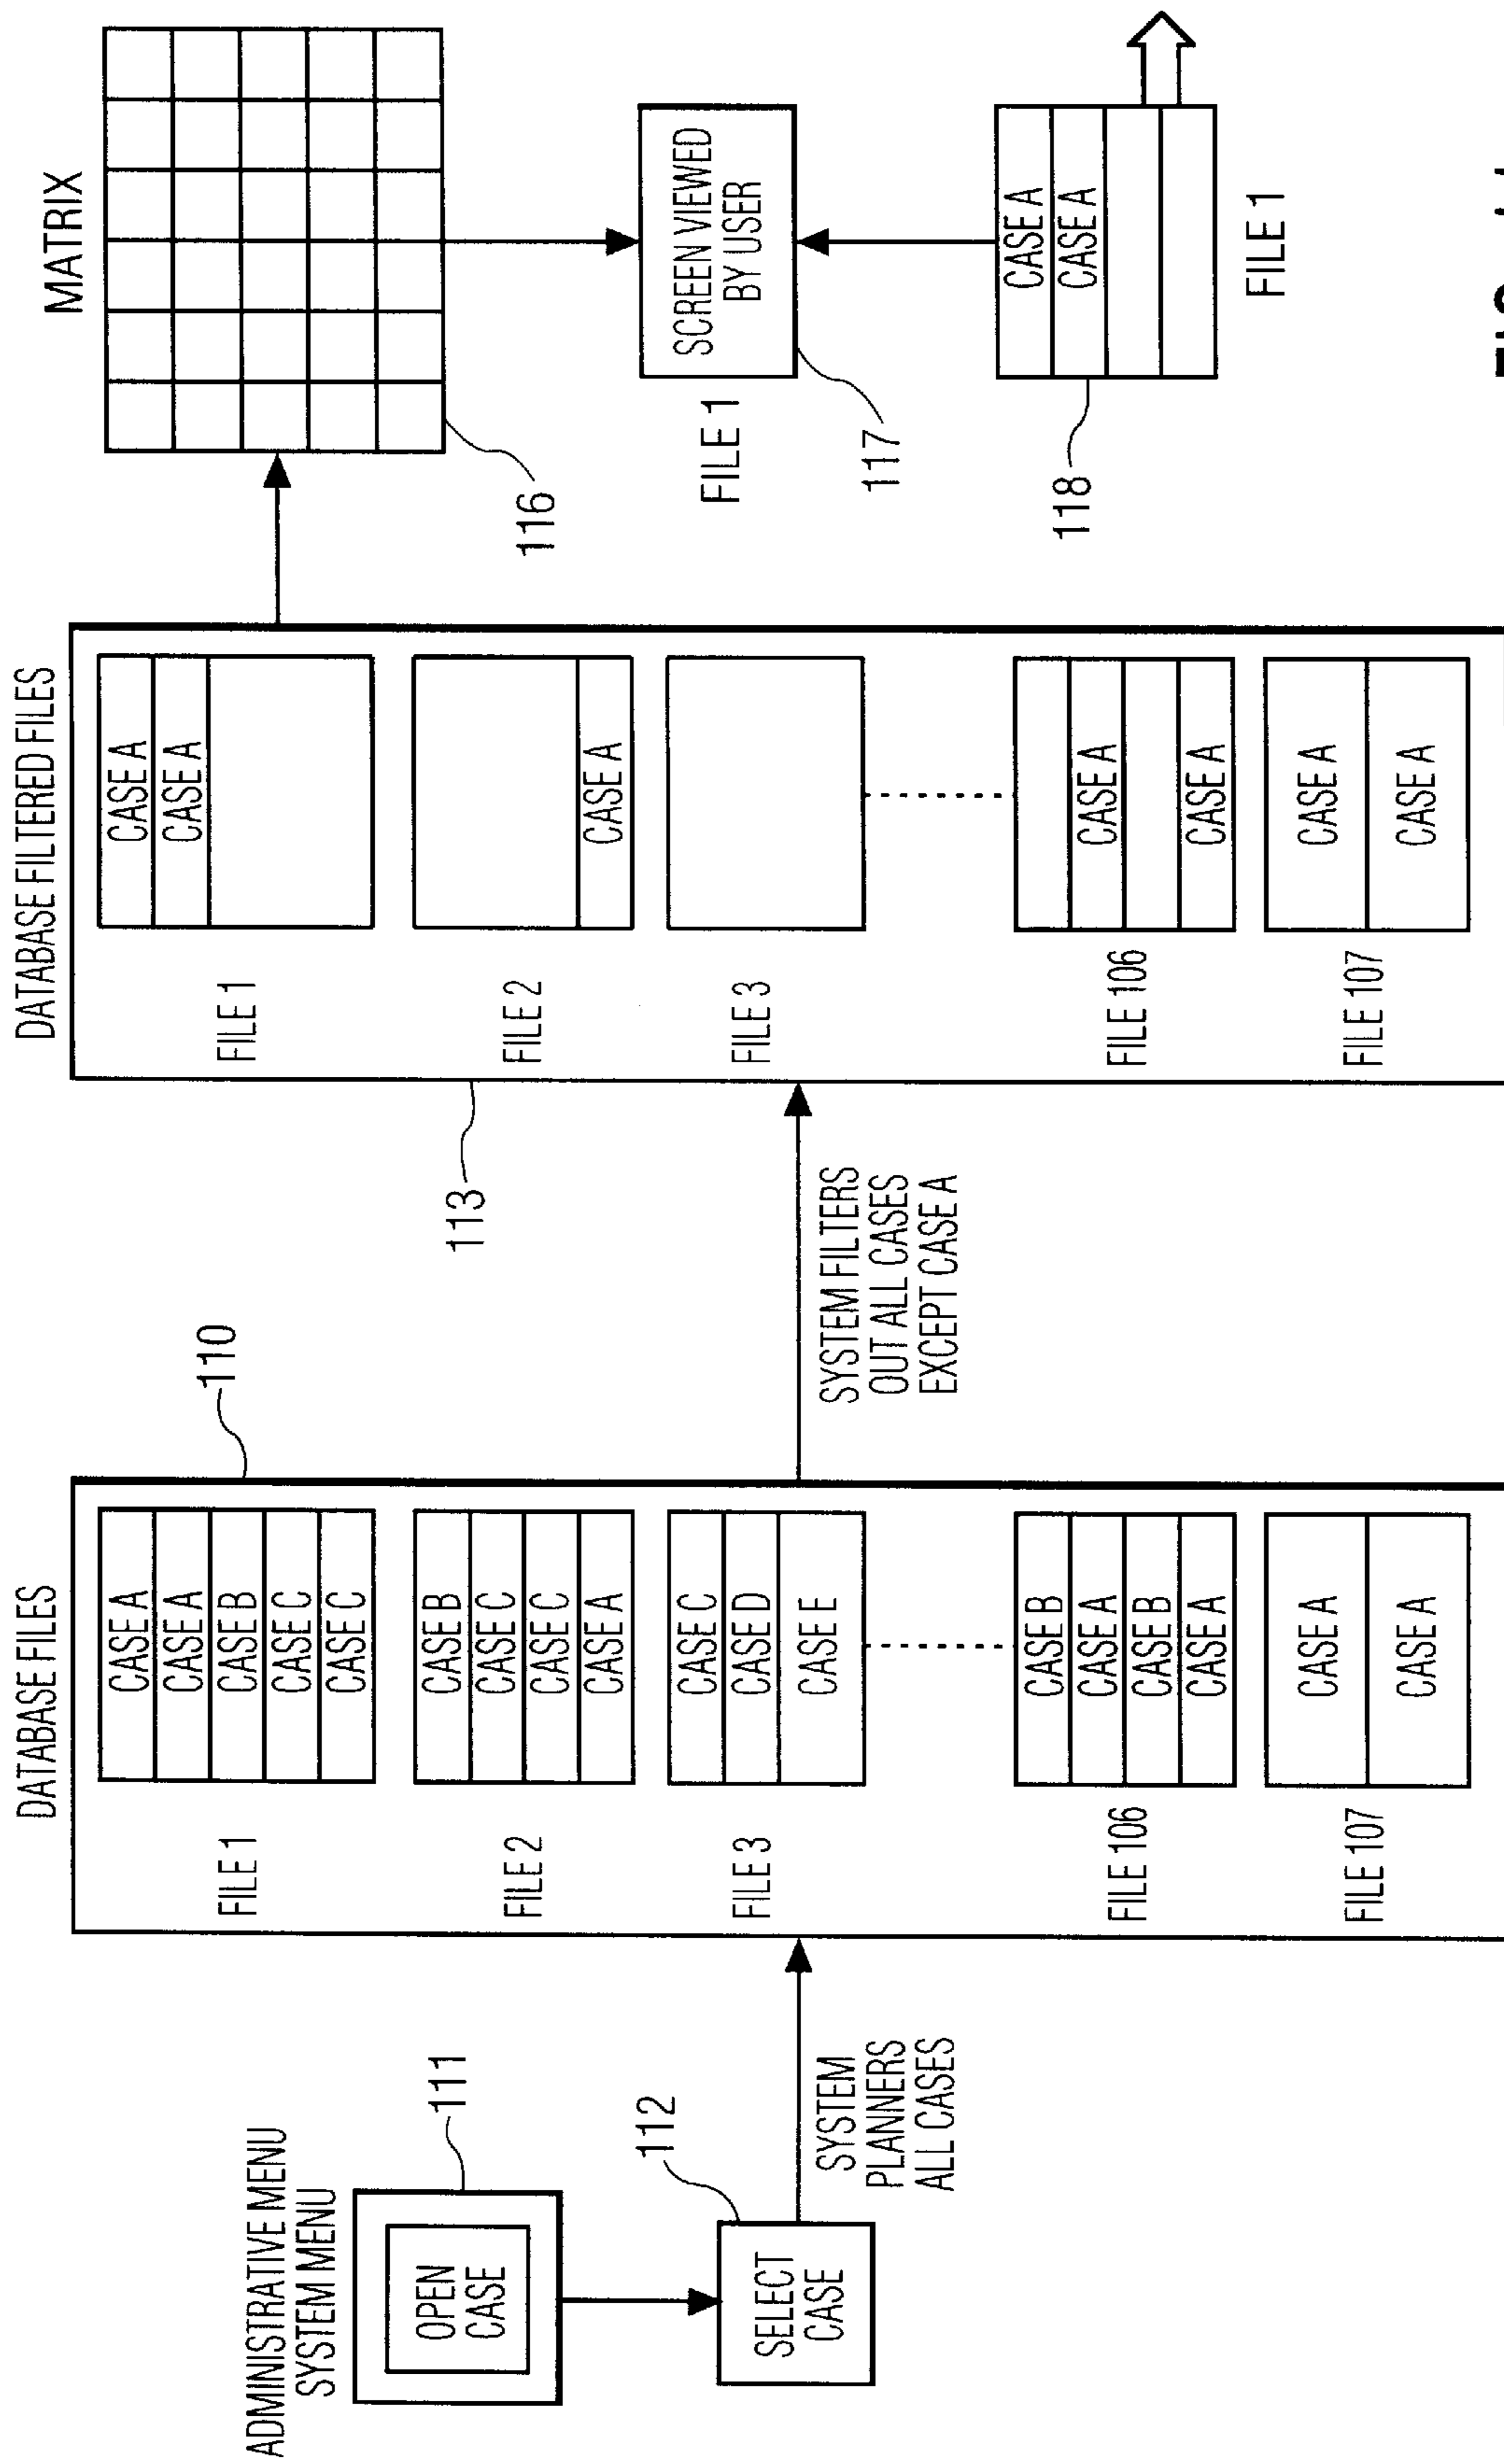 ADMINISTRATIVE MENU
SYSTEM MENU
OPEN
CASE
111
SELECT
CASE
112
SYSTEM
PLANNERS
ALL CASES
DATABASE FILES
110
FILE 1
CASE A
CASE A
CASE B
CASE C
CASE C
FILE 2
CASE B
CASE C
CASE C
CASE A
FILE 3
CASE C
CASE D
CASE E
FILE 106
CASE B
CASE A
CASE B
CASE A
FILE 107
CASE A
CASE A
SYSTEM FILTERS
OUT ALL CASES
EXCEPT CASE A
DATABASE FILTERED FILES
113
FILE 1
CASE A
CASE A
FILE 2
CASE A
FILE 3
FILE 106
CASE A
CASE A
FILE 107
CASE A
CASE A
MATRIX
116
SCREEN VIEWED
BY USER
FILE 1
117
CASE A
CASE A
118
FILE 1